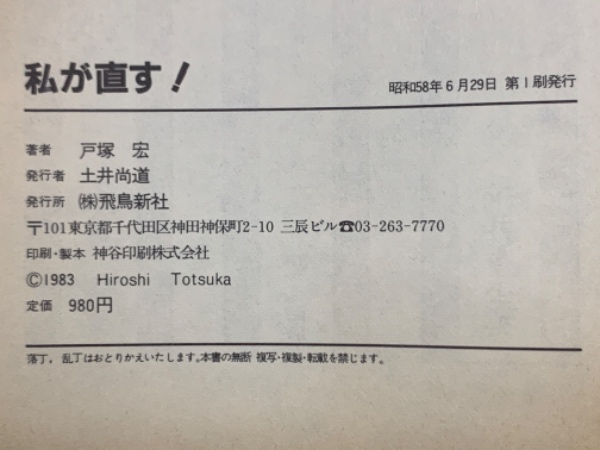 私が直す!
昭和58年6月29日 第1刷発行
著者 戸塚 宏
発行者 土井尚道
発行所 ㈱飛鳥新社
〒101東京都千代田区神田神保町2-10 三辰ビル☎03-263-7770
印刷・製本 神谷印刷株式会社
©1983 Hiroshi Totsuka
定価 980円
落丁，乱丁はおとりかえいたします。本書の無断 複写・複製・転載を禁じます。